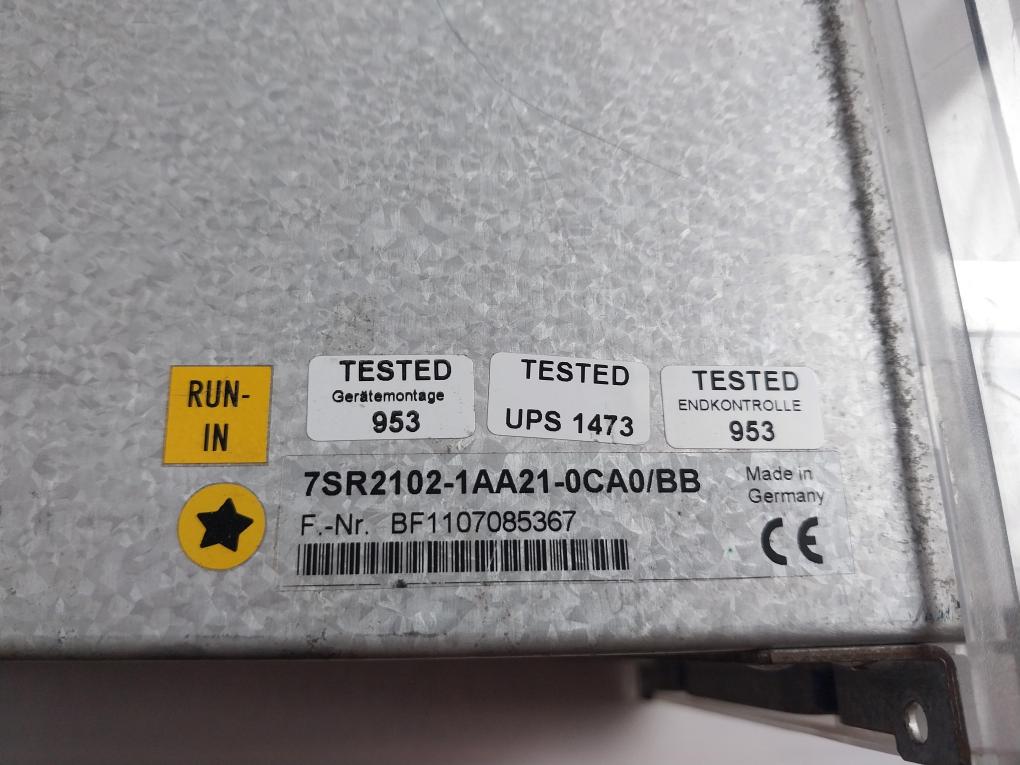 RUN-
IN
TESTED
Gerätemontage
953
TESTED
UPS 1473
TESTED
ENDKONTROLLE
953
7SR2102-1AA21-0CA0/BB
F.-Nr. BF1107085367
Made in
Germany
CE